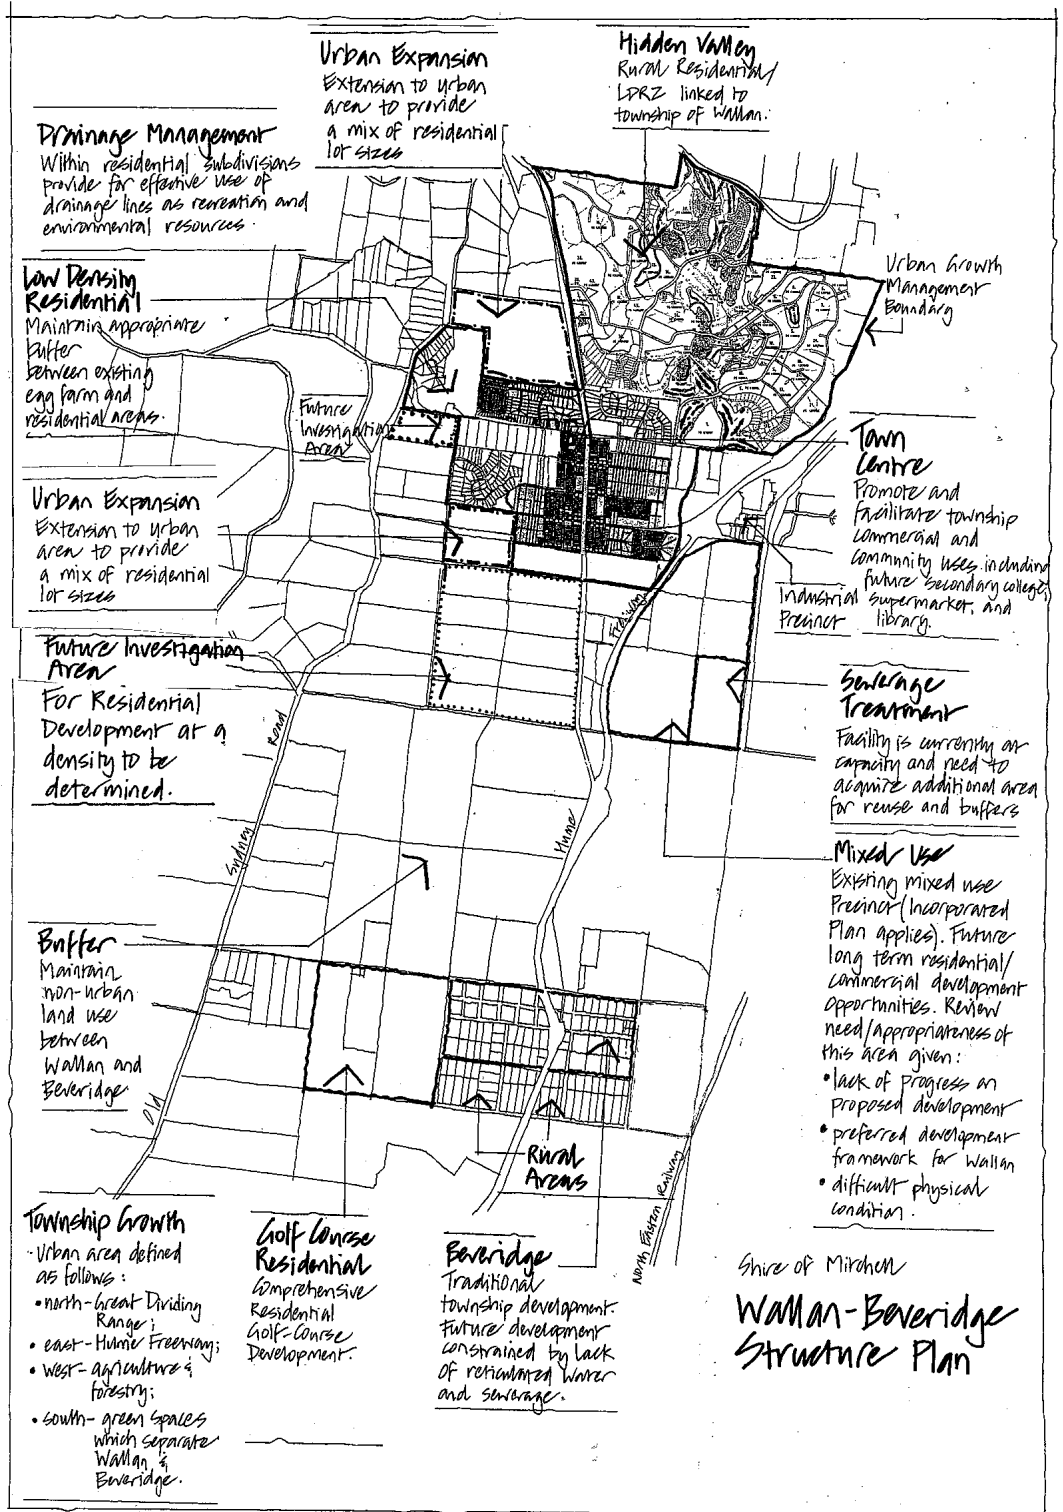 Urban Expansion
Extension to urban
area to provide
a mix of residential
lot sizes
Hidden Valley
Rural Residential/
LDRZ linked to
township of Wallan.
Drainage Management
Within residential subdivisions
provide for effective use of
drainage lines as recreation and
environmental resources.
Low Density
Residential
Maintain appropriate
buffer
between existing
egg farm and
residential areas.
Urban Growth
Management
Boundary
Future
Investigation
Area
Town
Centre
Promote and
facilitate township
commercial and
community uses, including
future secondary college,
supermarket, and
library.
Urban Expansion
Extension to urban
area to provide
a mix of residential
lot sizes
Industrial
Precinct
Freeway
Future Investigation
Area
For Residential
Development at a
density to be
determined.
Sewerage
Treatment
Facility is currently at
capacity and need to
acquire additional area
for reuse and buffers
Road
Sydney
Old
Hume
Mixed Use
Existing mixed use
Precinct (Incorporated
Plan applies). Future
long term residential/
commercial development
opportunities. Review
need/appropriateness of
this area given:
• lack of progress on
proposed development
• preferred development
framework for Wallan
• difficult physical
condition.
Buffer
Maintain
non-urban
land use
between
Wallan and
Beveridge
Rural
Areas
North Eastern Railway
Township Growth
- Urban area defined
as follows:
• north- Great Dividing
Range;
• east- Hume Freeway;
• west- agriculture &
forestry;
• south- green spaces
which separate
Wallan &
Beveridge.
Golf Course
Residential
Comprehensive
Residential
Golf-Course
Development.
Beveridge
Traditional
township development.
Future development
constrained by lack
of reticulated water
and sewerage.
Shire of Mitchell
Wallan-Beveridge
Structure Plan